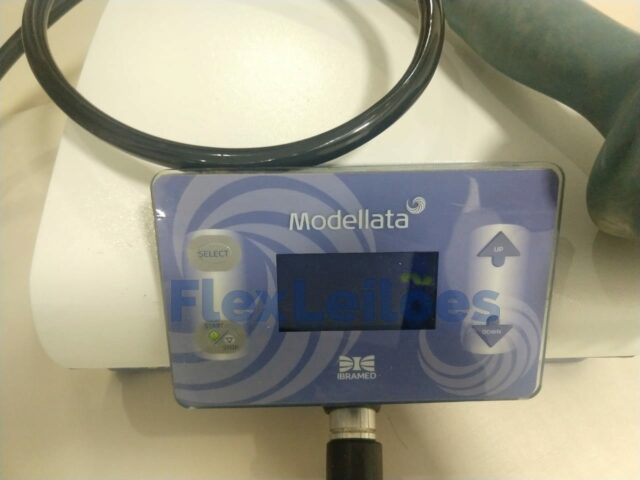 Modellata
SELECT
UP
FlexLeilões
START
STOP
DOWN
IBRAMED